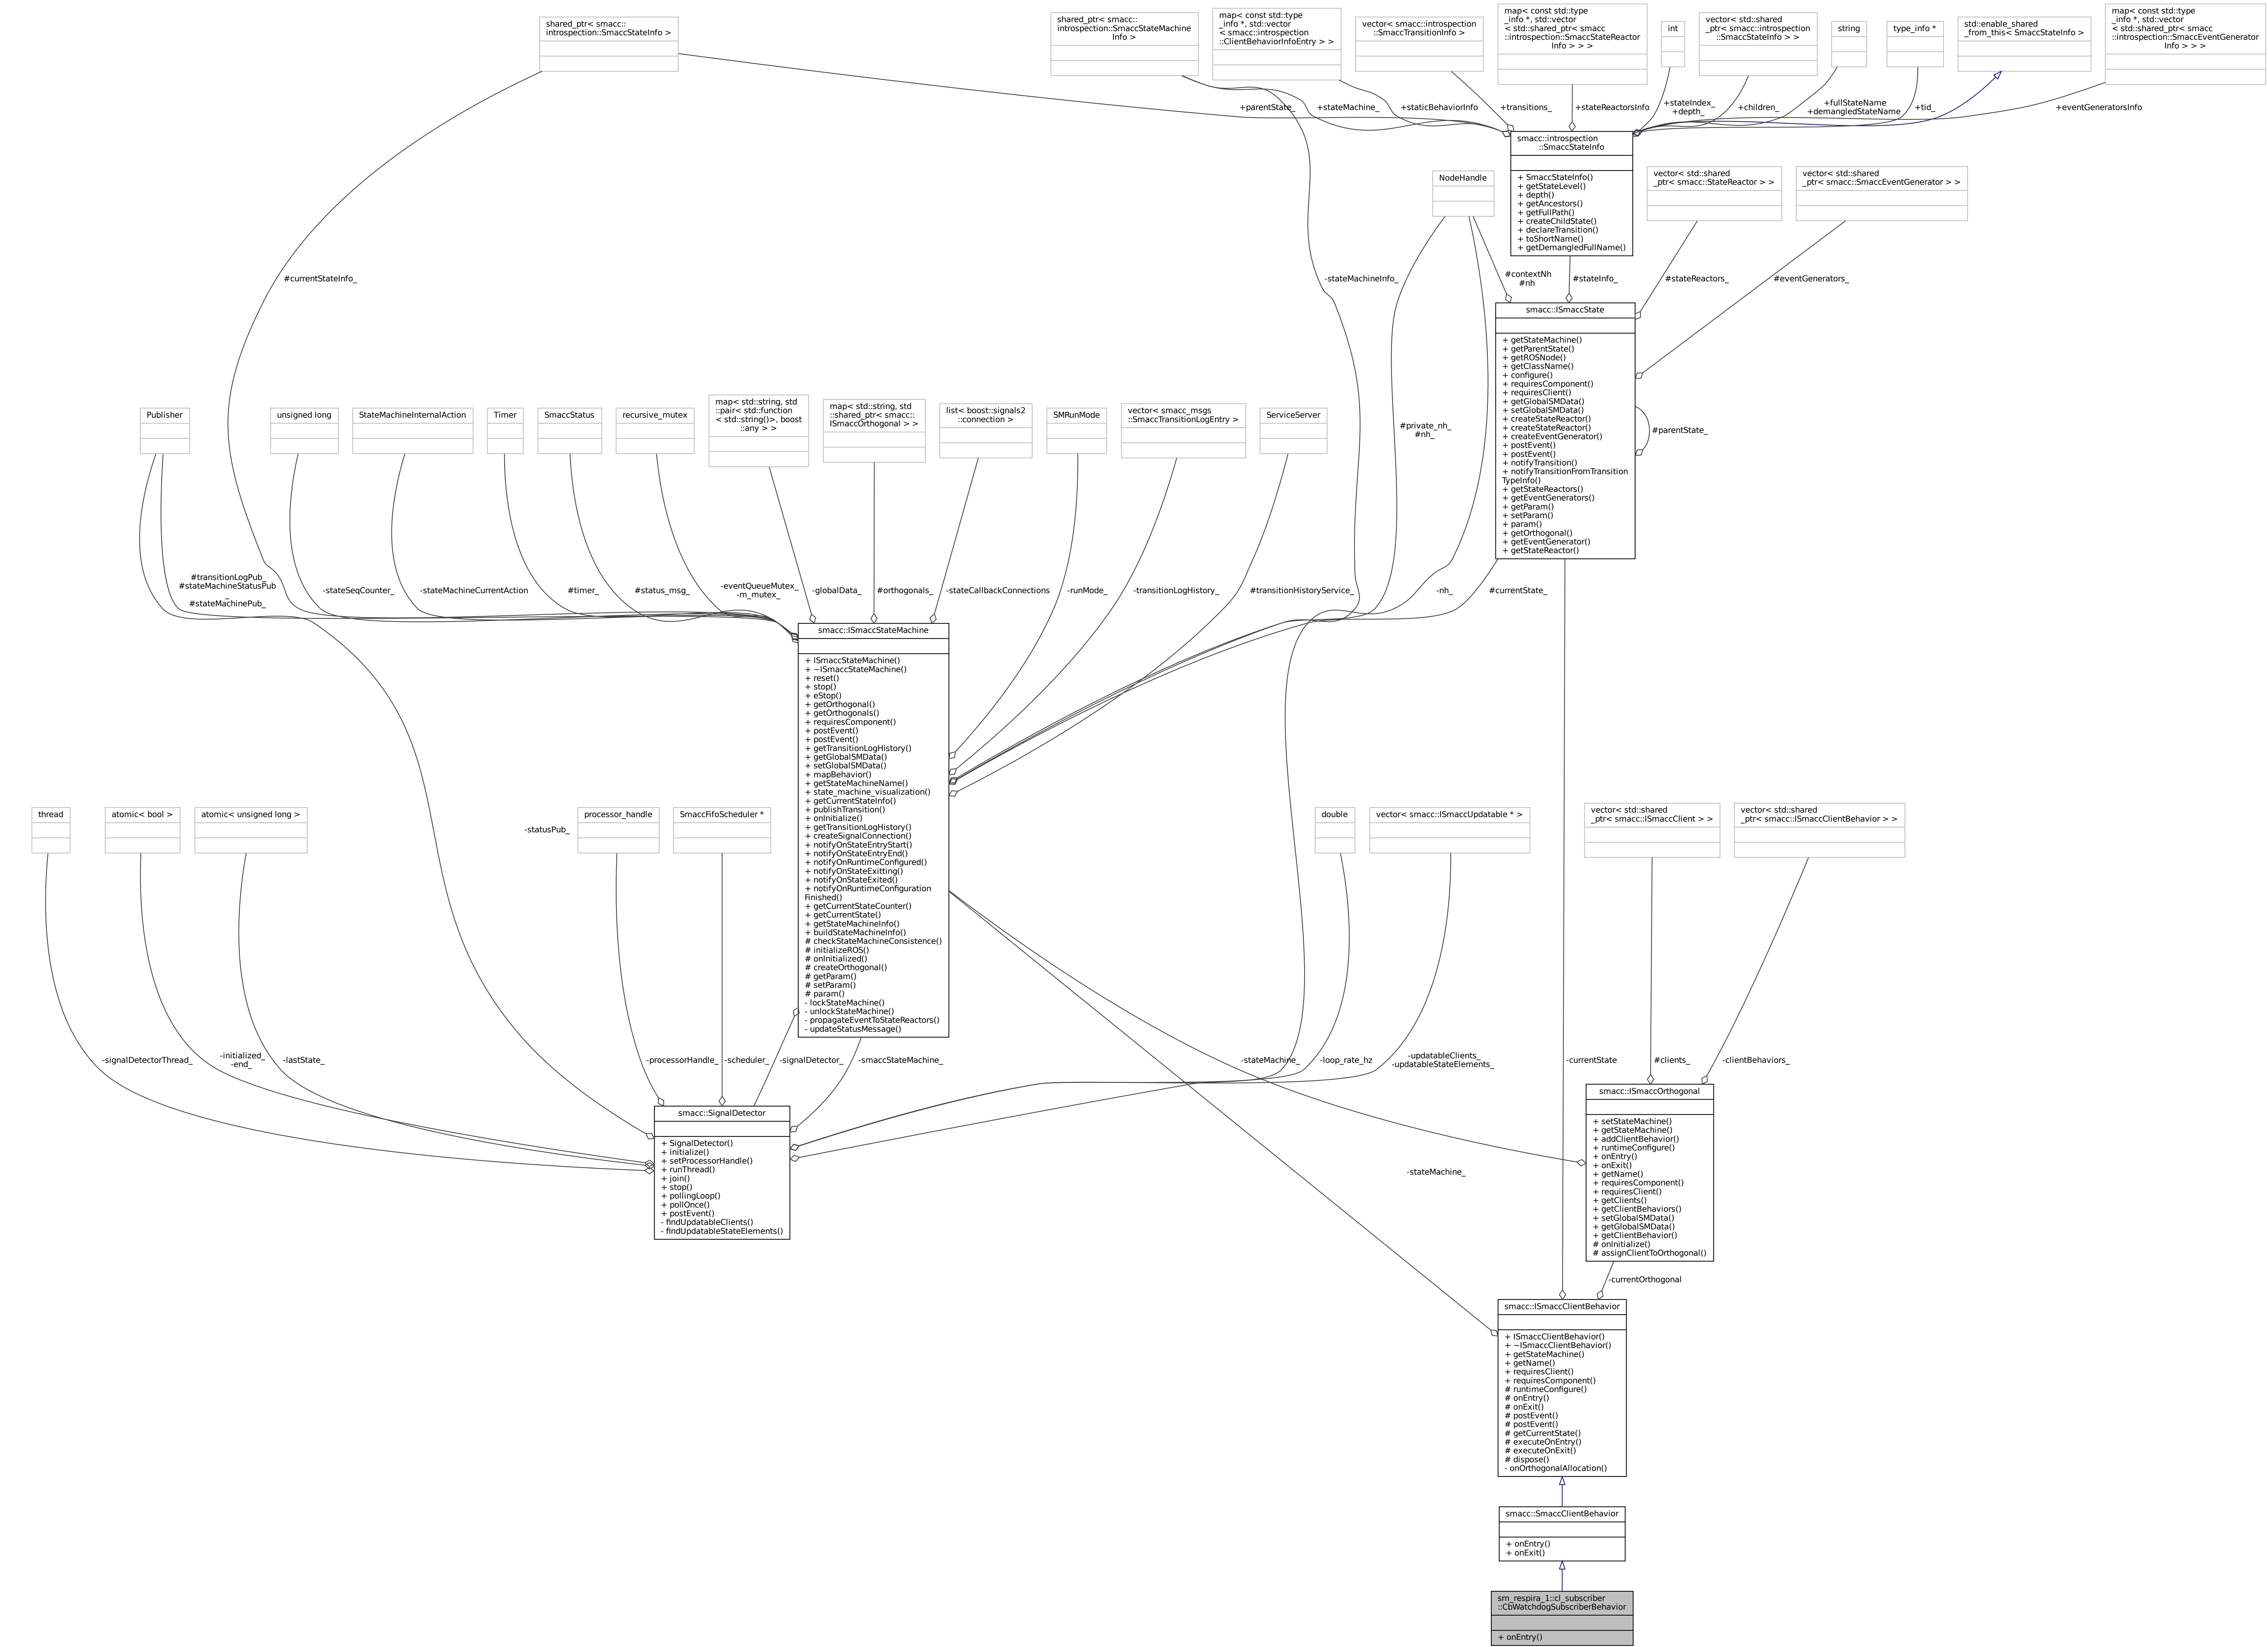 shared_ptr< smacc::
introspection::SmaccStateInfo >
shared_ptr< smacc::
introspection::SmaccStateMachine
Info >
map< const std::type
_info *, std::vector
< smacc::introspection
::ClientBehaviorInfoEntry > >
vector< smacc::introspection
::SmaccTransitionInfo >
map< const std::type
_info *, std::vector
< std::shared_ptr< smacc
::introspection::SmaccStateReactor
Info > > >
int
vector< std::shared
_ptr< smacc::introspection
::SmaccStateInfo > >
string
type_info *
std::enable_shared
_from_this< SmaccStateInfo >
map< const std::type
_info *, std::vector
< std::shared_ptr< smacc
::introspection::SmaccEventGenerator
Info > > >
+parentState_
+stateMachine_
+staticBehaviorInfo
+transitions_
+stateReactorsInfo
+stateIndex_
+depth_
+children_
+fullStateName
+demangledStateName
+tid_
+eventGeneratorsInfo
smacc::introspection
::SmaccStateInfo
+ SmaccStateInfo()
+ getStateLevel()
+ depth()
+ getAncestors()
+ getFullPath()
+ createChildState()
+ declareTransition()
+ toShortName()
+ getDemangledFullName()
NodeHandle
vector< std::shared
_ptr< smacc::StateReactor > >
vector< std::shared
_ptr< smacc::SmaccEventGenerator > >
#currentStateInfo_
-stateMachineInfo_
#contextNh
#nh
#stateInfo_
#stateReactors_
#eventGenerators_
smacc::ISmaccState
+ getStateMachine()
+ getParentState()
+ getROSNode()
+ getClassName()
+ configure()
+ requiresComponent()
+ requiresClient()
+ getGlobalSMData()
+ setGlobalSMData()
+ createStateReactor()
+ createStateReactor()
+ createEventGenerator()
+ postEvent()
+ postEvent()
+ notifyTransition()
+ notifyTransitionFromTransition
TypeInfo()
+ getStateReactors()
+ getEventGenerators()
+ getParam()
+ setParam()
+ param()
+ getOrthogonal()
+ getEventGenerator()
+ getStateReactor()
#parentState_
Publisher
unsigned long
StateMachineInternalAction
Timer
SmaccStatus
recursive_mutex
map< std::string, std
::pair< std::function
< std::string()>, boost
::any > >
map< std::string, std
::shared_ptr< smacc::
ISmaccOrthogonal > >
list< boost::signals2
::connection >
SMRunMode
vector< smacc_msgs
::SmaccTransitionLogEntry >
ServiceServer
#private_nh_
#nh_
#transitionLogPub_
#stateMachineStatusPub
_
#stateMachinePub_
-stateSeqCounter_
-stateMachineCurrentAction
#timer_
#status_msg_
-eventQueueMutex_
-m_mutex_
-globalData_
#orthogonals_
-stateCallbackConnections
-runMode_
-transitionLogHistory_
#transitionHistoryService_
-nh_
#currentState_
smacc::ISmaccStateMachine
+ ISmaccStateMachine()
+ ~ISmaccStateMachine()
+ reset()
+ stop()
+ eStop()
+ getOrthogonal()
+ getOrthogonals()
+ requiresComponent()
+ postEvent()
+ postEvent()
+ getTransitionLogHistory()
+ getGlobalSMData()
+ setGlobalSMData()
+ mapBehavior()
+ getStateMachineName()
+ state_machine_visualization()
+ getCurrentStateInfo()
+ publishTransition()
+ onInitialize()
+ getTransitionLogHistory()
+ createSignalConnection()
+ notifyOnStateEntryStart()
+ notifyOnStateEntryEnd()
+ notifyOnRuntimeConfigured()
+ notifyOnStateExitting()
+ notifyOnStateExited()
+ notifyOnRuntimeConfiguration
Finished()
+ getCurrentStateCounter()
+ getCurrentState()
+ getStateMachineInfo()
+ buildStateMachineInfo()
# checkStateMachineConsistence()
# initializeROS()
# onInitialized()
# createOrthogonal()
# getParam()
# setParam()
# param()
- lockStateMachine()
- unlockStateMachine()
- propagateEventToStateReactors()
- updateStatusMessage()
thread
atomic< bool >
atomic< unsigned long >
-statusPub_
processor_handle
SmaccFifoScheduler *
double
vector< smacc::ISmaccUpdatable * >
vector< std::shared
_ptr< smacc::ISmaccClient > >
vector< std::shared
_ptr< smacc::ISmaccClientBehavior > >
-signalDetectorThread_
-initialized_
-end_
-lastState_
-processorHandle_
-scheduler_
-signalDetector_
-smaccStateMachine_
-stateMachine_
-loop_rate_hz
-updatableClients_
-updatableStateElements_
-currentState
#clients_
-clientBehaviors_
smacc::SignalDetector
+ SignalDetector()
+ initialize()
+ setProcessorHandle()
+ runThread()
+ join()
+ stop()
+ pollingLoop()
+ pollOnce()
+ postEvent()
- findUpdatableClients()
- findUpdatableStateElements()
smacc::ISmaccOrthogonal
+ setStateMachine()
+ getStateMachine()
+ addClientBehavior()
+ runtimeConfigure()
+ onEntry()
+ onExit()
+ getName()
+ requiresComponent()
+ requiresClient()
+ getClients()
+ getClientBehaviors()
+ setGlobalSMData()
+ getGlobalSMData()
+ getClientBehavior()
# onInitialize()
# assignClientToOrthogonal()
-stateMachine_
-currentOrthogonal
smacc::ISmaccClientBehavior
+ ISmaccClientBehavior()
+ ~ISmaccClientBehavior()
+ getStateMachine()
+ getName()
+ requiresClient()
+ requiresComponent()
# runtimeConfigure()
# onEntry()
# onExit()
# postEvent()
# postEvent()
# getCurrentState()
# executeOnEntry()
# executeOnExit()
# dispose()
- onOrthogonalAllocation()
smacc::SmaccClientBehavior
+ onEntry()
+ onExit()
sm_respira_1::cl_subscriber
::CbWatchdogSubscriberBehavior
+ onEntry()